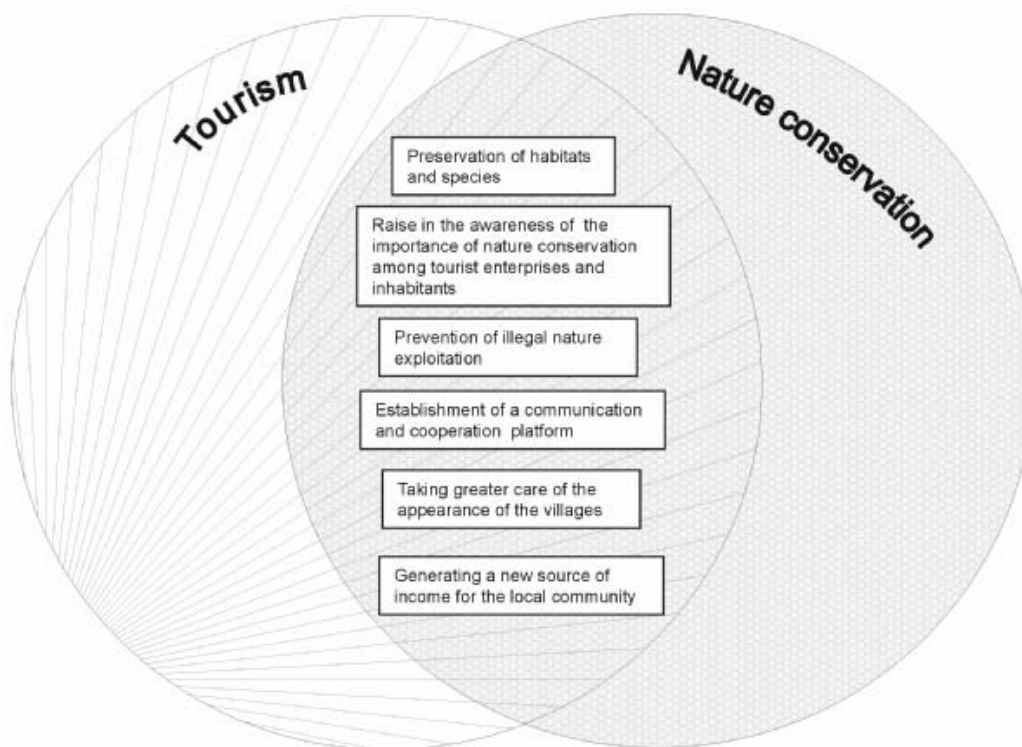 Tourism
Nature conservation
Preservation of habitats
and species
Raise in the awareness of the
importance of nature conservation
among tourist enterprises and
inhabitants
Prevention of illegal nature
exploitation
Establishment of a communication
and cooperation platform
Taking greater care of the
appearance of the villages
Generating a new source of
income for the local community